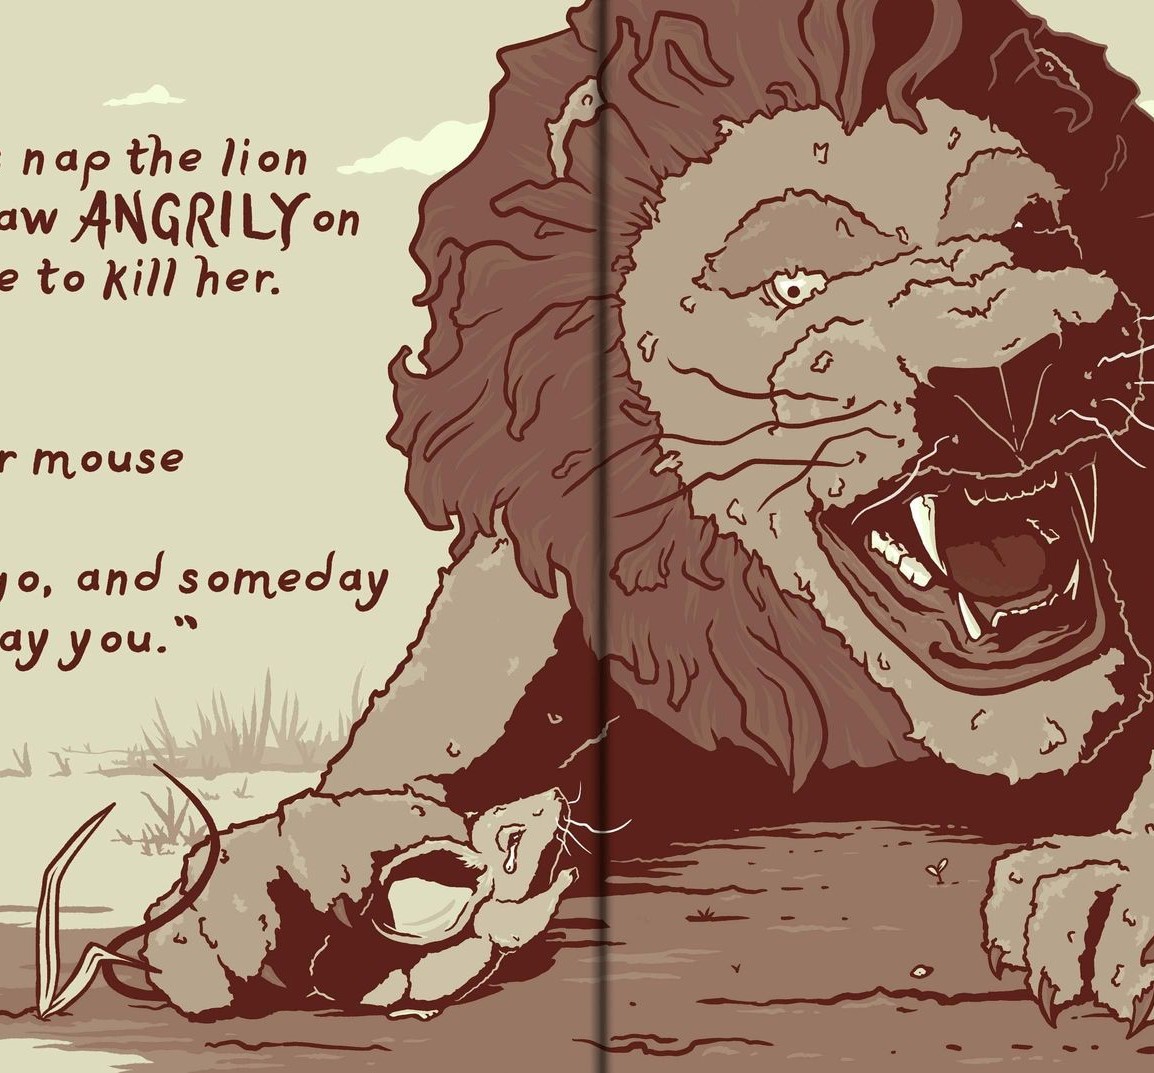 nap the lion
aw ANGRILY on
e to kill her.
r mouse
go, and someday
ay you.”